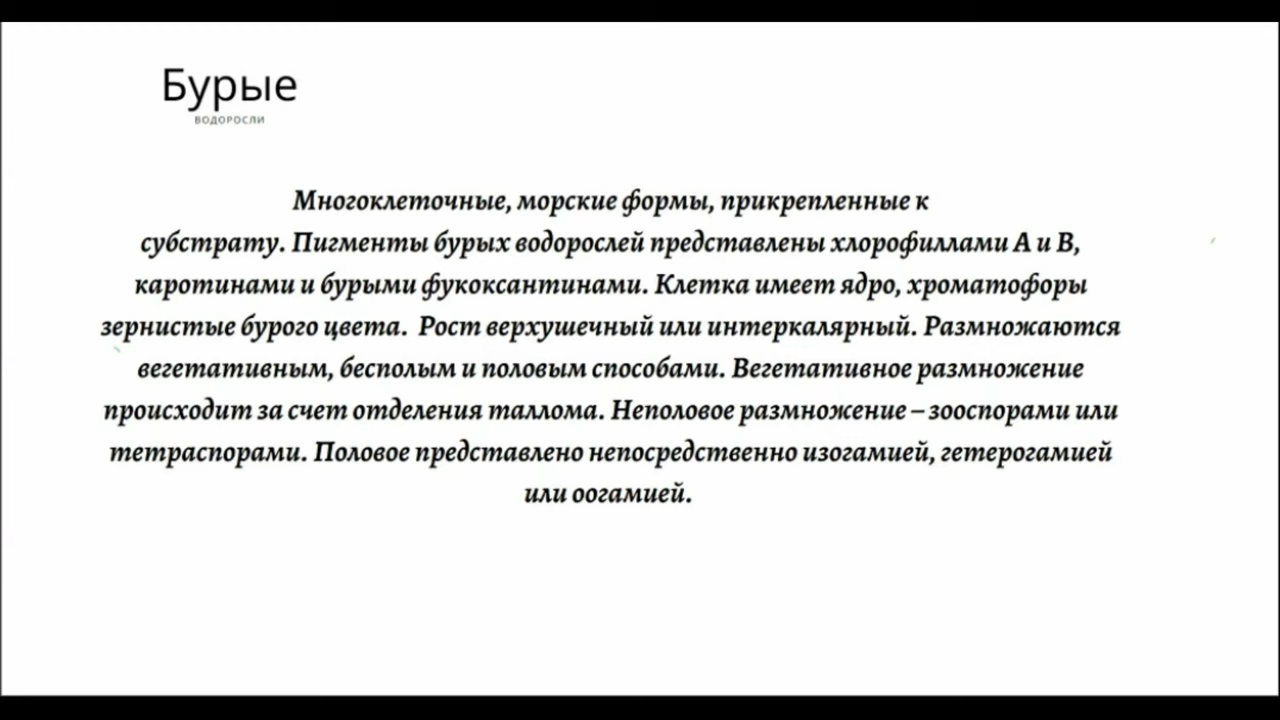 Бурые
водоросли
Многоклеточные, морские формы, прикрепленные к
субстрату. Пигменты бурых водорослей представлены хлорофиллами А и В,
каротинами и бурыми фукоксантинами. Клетка имеет ядро, хроматофоры
зернистые бурого цвета.  Рост верхушечный или интеркалярный. Размножаются
вегетативным, бесполым и половым способами. Вегетативное размножение
происходит за счет отделения таллома. Неполовое размножение – зооспорами или
тетраспорами. Половое представлено непосредственно изогамией, гетерогамией
или оогамией.